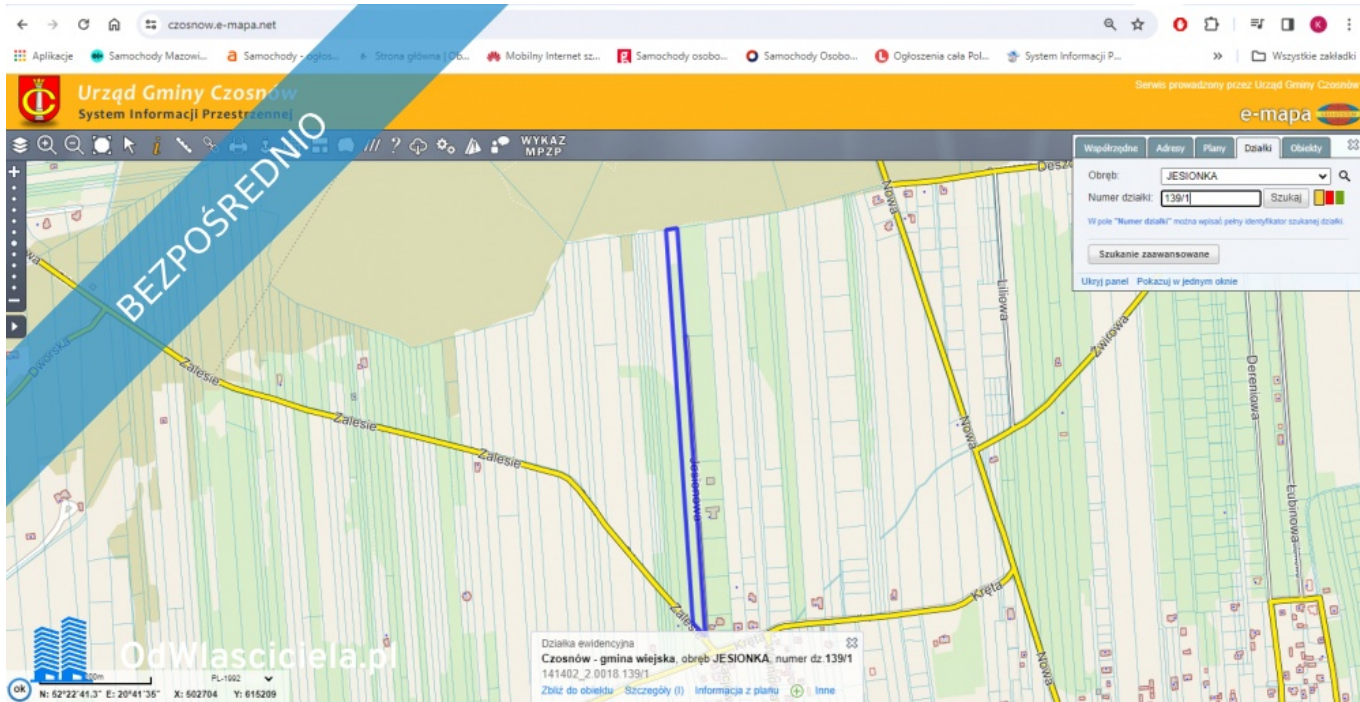 czosnow.e-mapa.net
Aplikacje Samochody Mazowi... Samochody - ogłos... Strona główna | Ob... Mobilny Internet sz... Samochody osobo... Samochody Osobo... Ogłoszenia cała Pol... System Informacji P... » Wszystkie zakładki
Urząd Gminy Czosnów
System Informacji Przestrzennej
Serwis prowadzony przez Urząd Gminy Czosnów
e-mapa
WYKAZ
MPZP
Współrzędne Adresy Plany Działki Obiekty
Obręb: JESIONKA
Numer działki: 139/1 Szukaj
W pole "Numer działki" można wpisać pełny identyfikator szukanej działki.
Szukanie zaawansowane
Ukryj panel Pokazuj w jednym oknie
BEZPOŚREDNIO
Nowa
Liliowa
Żwirowa
Dworska
Zalesie
Zalesie
Zalesie
Nowa
Dereniowa
Jesionowa
Łubinowa
Kręta
Kręta
Nowa
Działka ewidencyjna
Czosnów - gmina wiejska, obręb JESIONKA, numer dz.139/1
141402_2.0018.139/1
Zbliż do obiektu Szczegóły (I) Informacja z planu Inne
OdWlasciciela.pl
PL-1992
ok N: 52°22'41.3" E: 20°41'35" X: 502704 Y: 615209